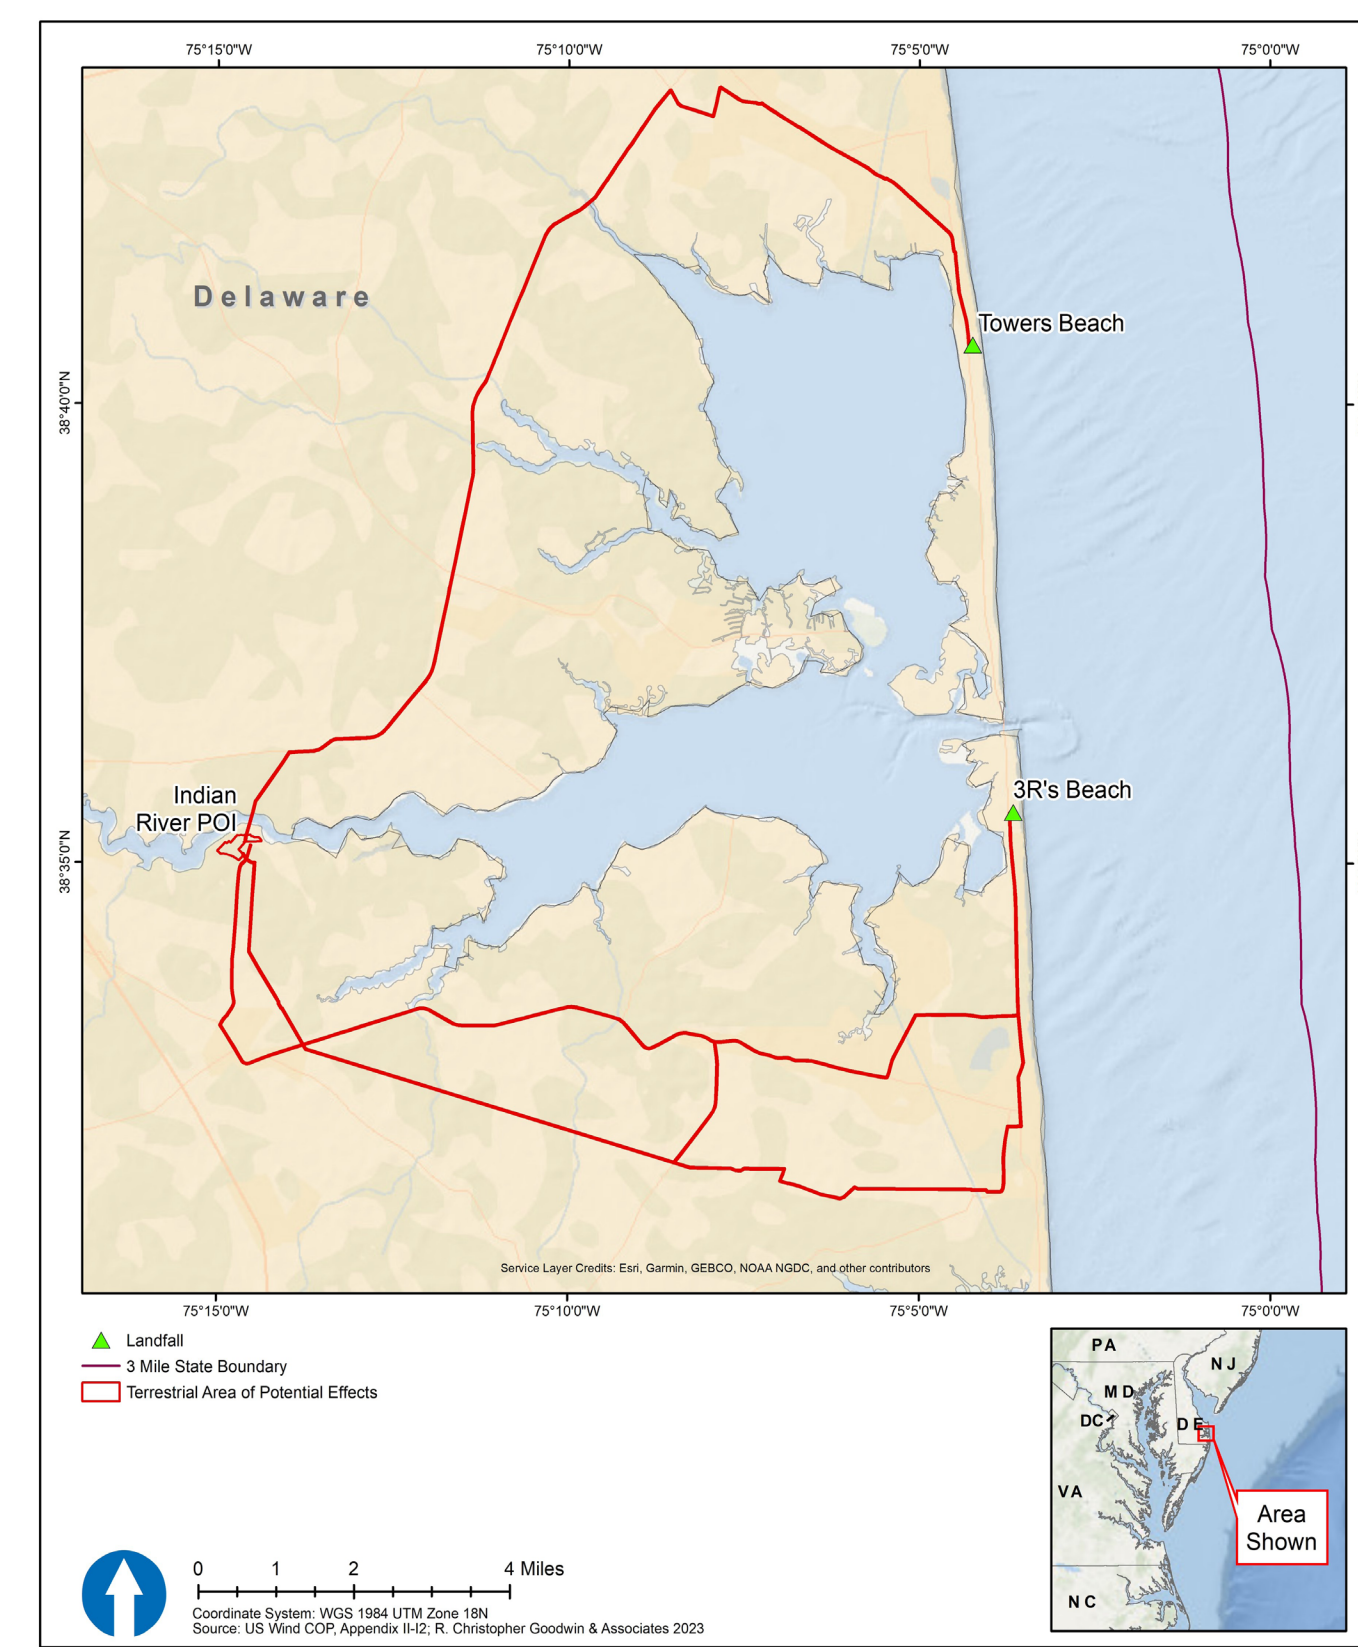 75°15'0"W 75°10'0"W 75°5'0"W 75°0'0"W
Delaware
Towers Beach
38°40'0"N
3R's Beach
Indian
River POI
38°35'0"N
Service Layer Credits: Esri, Garmin, GEBCO, NOAA NGDC, and other contributors
75°15'0"W 75°10'0"W 75°5'0"W 75°0'0"W
Landfall
3 Mile State Boundary
Terrestrial Area of Potential Effects
PA
NJ
MD
DC
DE
VA
Area
Shown
NC
0 1 2 4 Miles
Coordinate System: WGS 1984 UTM Zone 18N
Source: US Wind COP, Appendix II-I2; R. Christopher Goodwin & Associates 2023